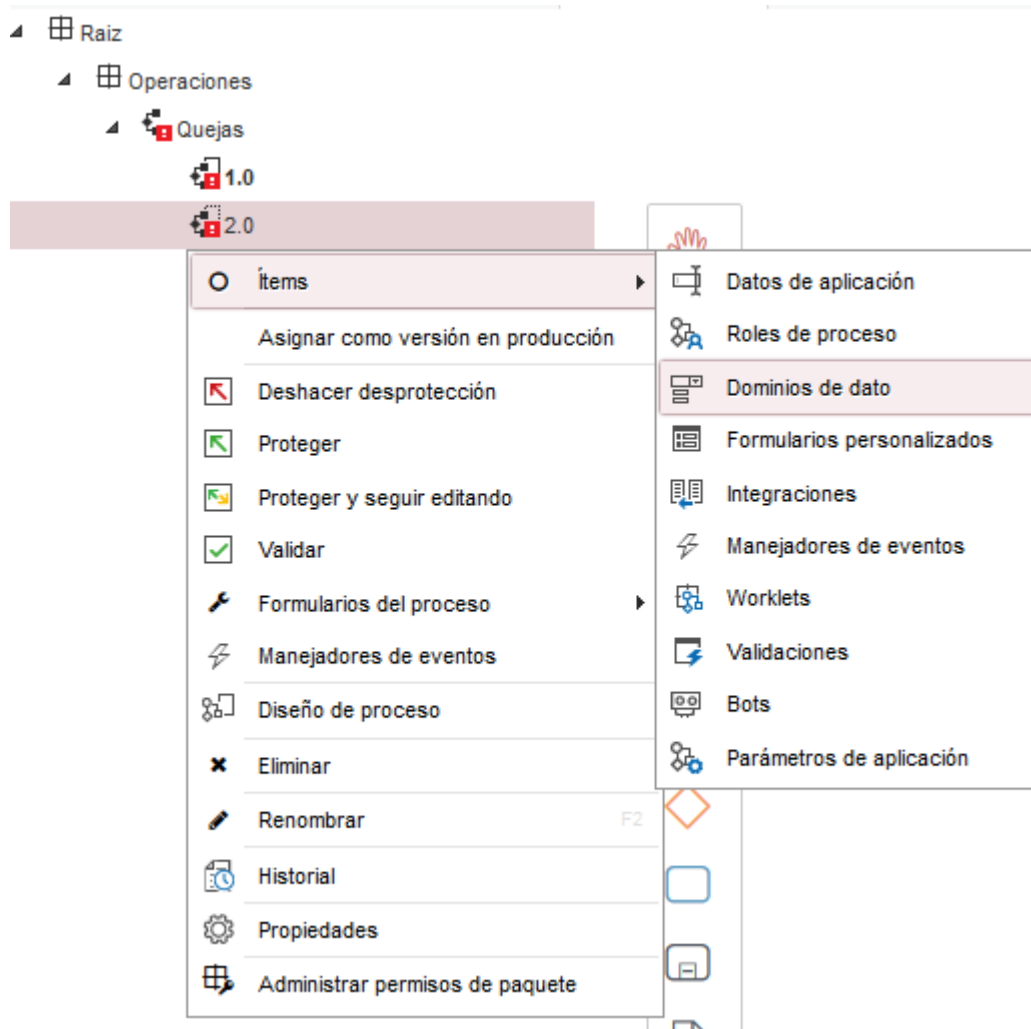 Raiz
Operaciones
Quejas
1.0
2.0
Ítems
Asignar como versión en producción
Deshacer desprotección
Proteger
Proteger y seguir editando
Validar
Formularios del proceso
Manejadores de eventos
Diseño de proceso
Eliminar
Renombrar F2
Historial
Propiedades
Administrar permisos de paquete
Datos de aplicación
Roles de proceso
Dominios de dato
Formularios personalizados
Integraciones
Manejadores de eventos
Worklets
Validaciones
Bots
Parámetros de aplicación